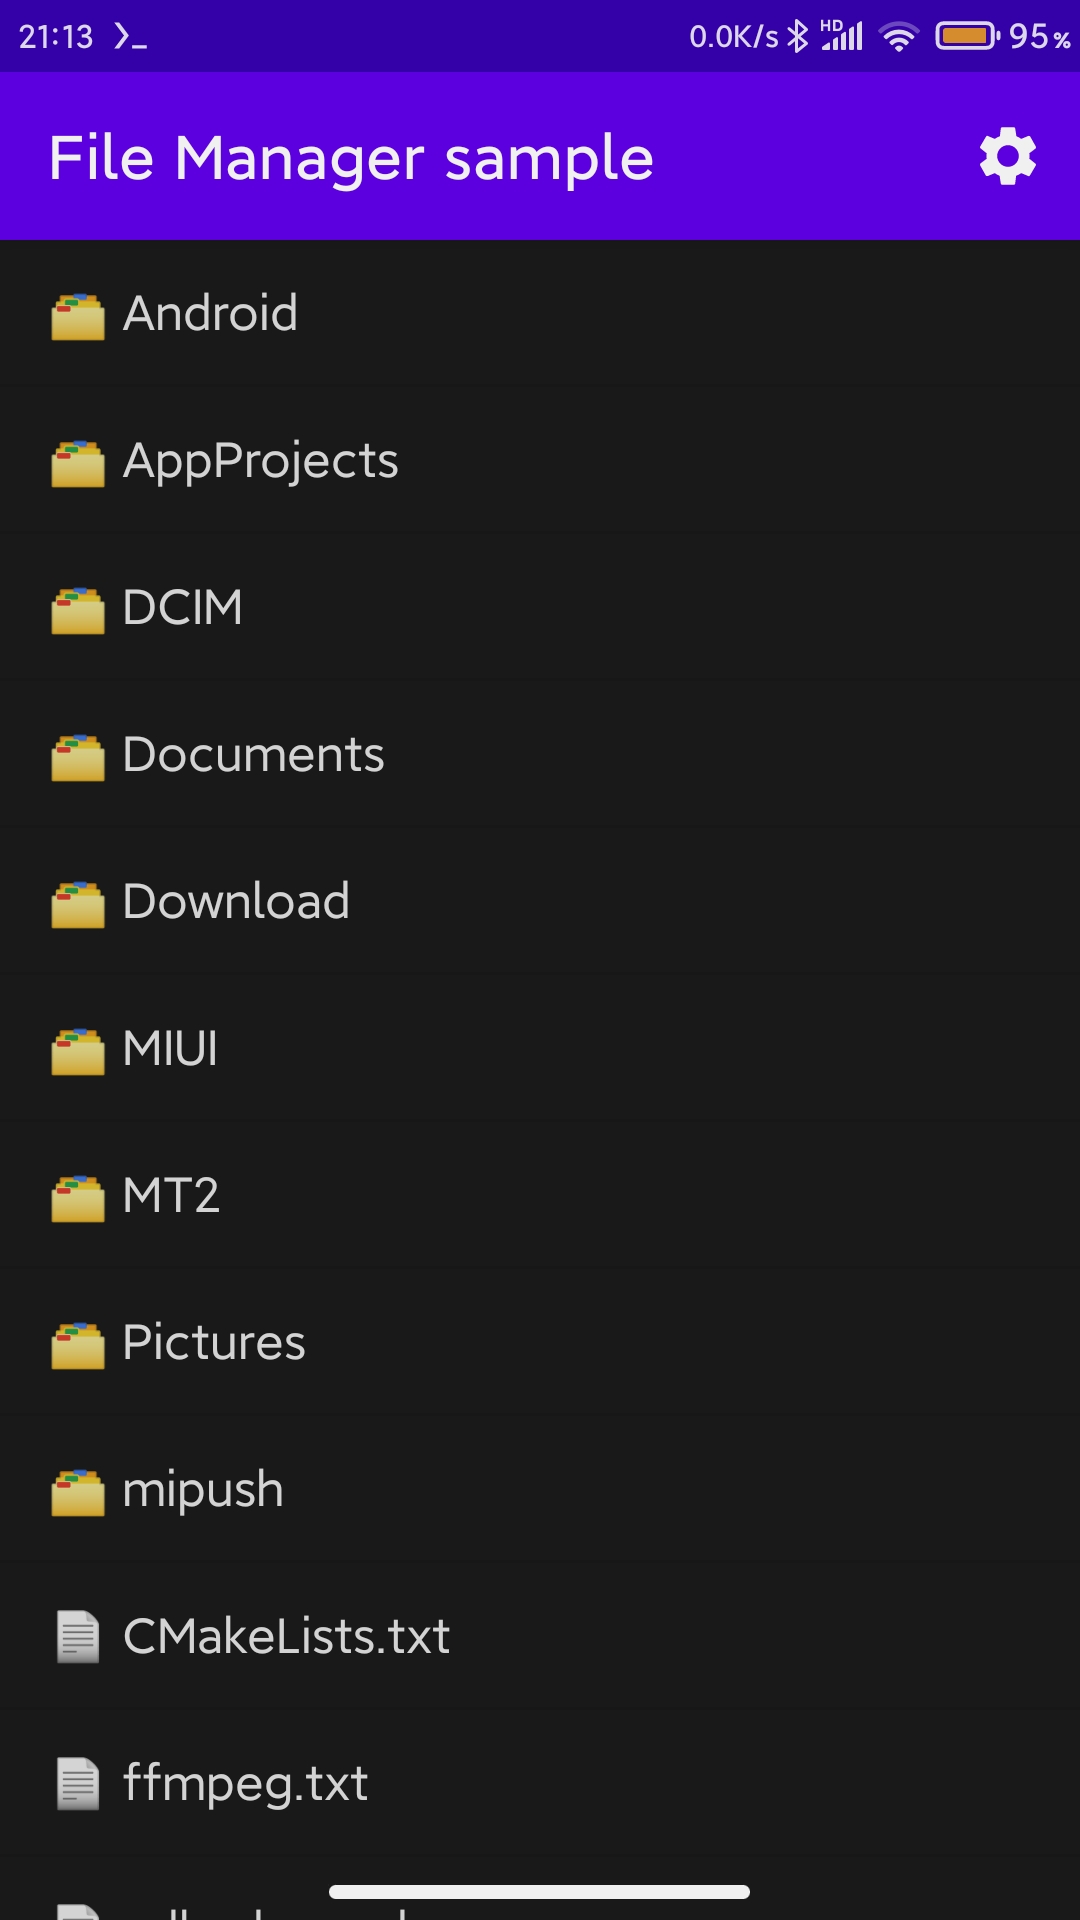 21:13 0.0K/s HD 95%
File Manager sample
Android
AppProjects
DCIM
Documents
Download
MIUI
MT2
Pictures
mipush
CMakeLists.txt
ffmpeg.txt